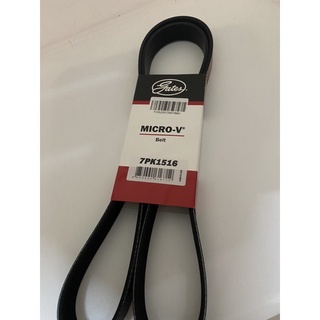 Gates
MICRO-V®
Belt
7PK1516